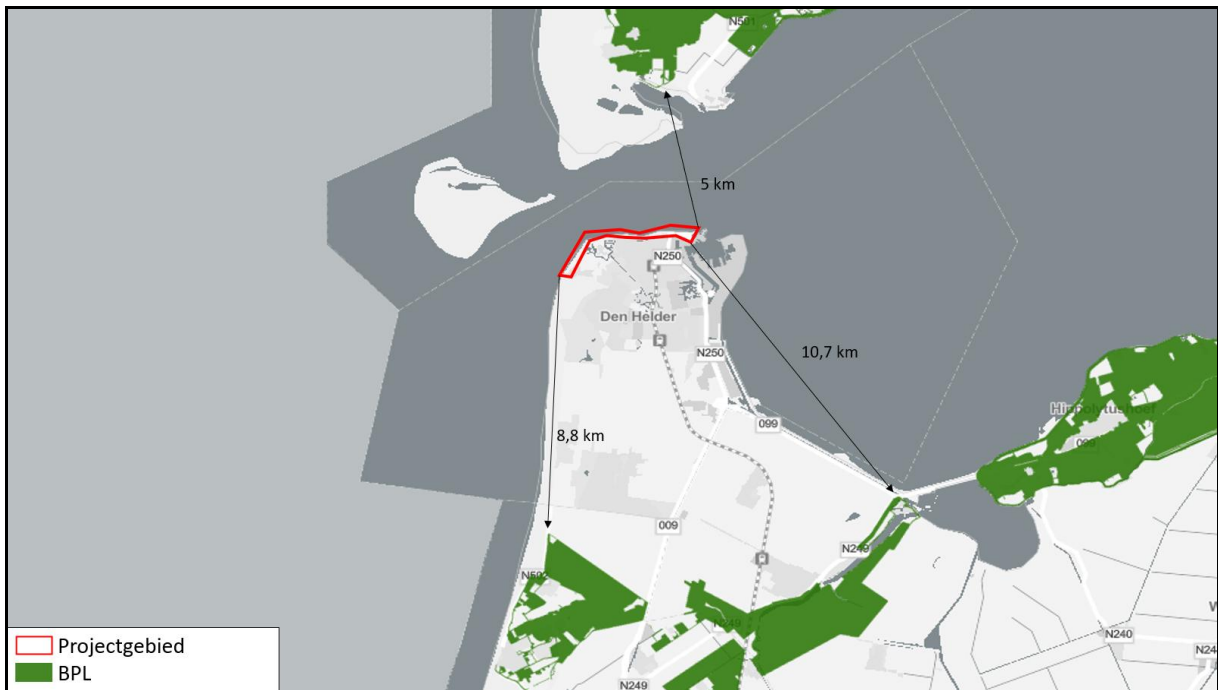 N501
5 km
N250
Den Helder
N250
10,7 km
Hippolytushoef
099
099
8,8 km
009
N249
N502
N249
N240
N249
Projectgebied
BPL